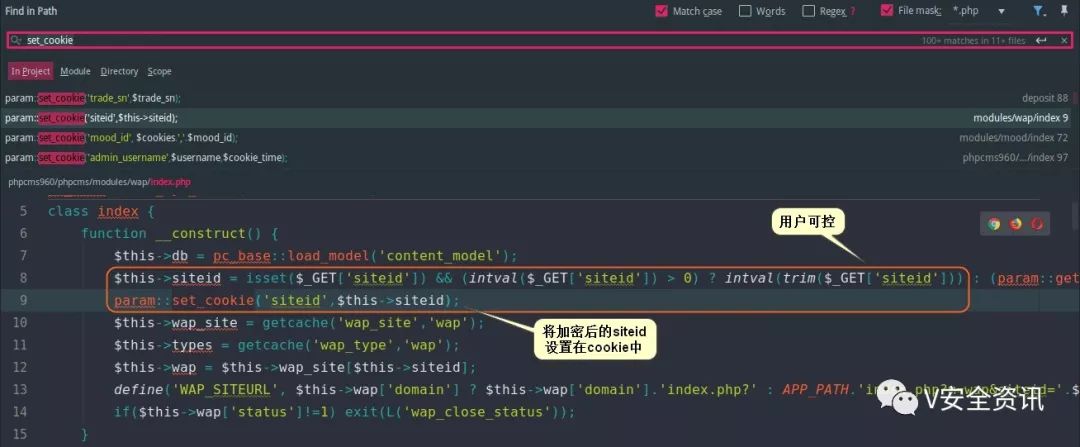 Find in Path
Match case Words Regex ? File mask: *.php
set_cookie 100+ matches in 11+ files
In Project Module Directory Scope
param::set_cookie('trade_sn',$trade_sn); deposit 88
param::set_cookie('siteid',$this->siteid); modules/wap/index 9
param::set_cookie('mood_id', $cookies.','.$mood_id); modules/mood/index 72
param::set_cookie('admin_username',$username,$cookie_time); phpcms960/phpcms/.../index 97
phpcms960/phpcms/modules/wap/index.php
5 class index {
用户可控
6 function __construct() {
7 $this->db = pc_base::load_model('content_model');
8 $this->siteid = isset($_GET['siteid']) && (intval($_GET['siteid']) > 0) ? intval(trim($_GET['siteid'])) : (param::get
9 param::set_cookie('siteid',$this->siteid);
10 $this->wap_site = getcache('wap_site','wap');
将加密后的siteid
设置在cookie中
11 $this->types = getcache('wap_type','wap');
12 $this->wap = $this->wap_site[$this->siteid];
13 define('WAP_SITEURL', $this->wap['domain'] ? $this->wap['domain'].'index.php?' : APP_PATH.
14 if($this->wap['status']!=1) exit(L('wap_close_status'));
15 }
V安全资讯